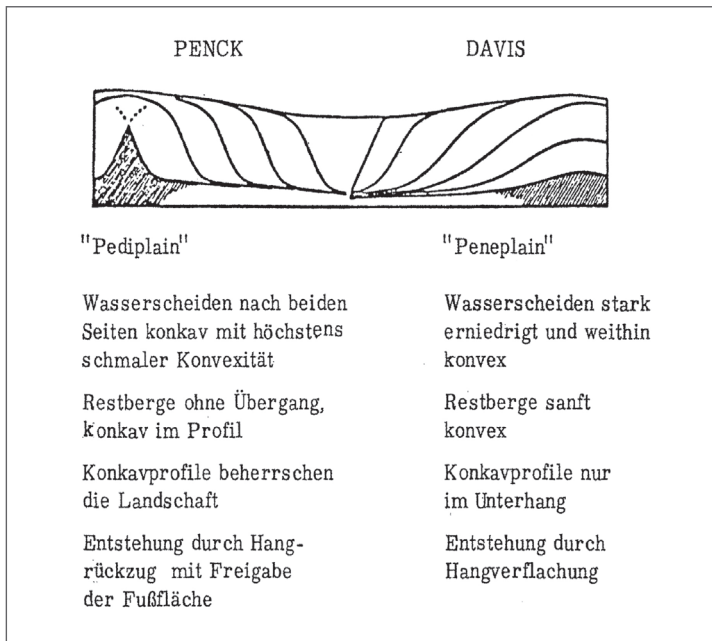 PENCK
DAVIS
"Pediplain"
Wasserscheiden nach beiden
Seiten konkav mit höchstens
schmaler Konvexität
Restberge ohne Übergang,
konkav im Profil
Konkavprofile beherrschen
die Landschaft
Entstehung durch Hang-
rückzug mit Freigabe
der Fußfläche
"Peneplain"
Wasserscheiden stark
erniedrigt und weithin
konvex
Restberge sanft
konvex
Konkavprofile nur
im Unterhang
Entstehung durch
Hangverflachung